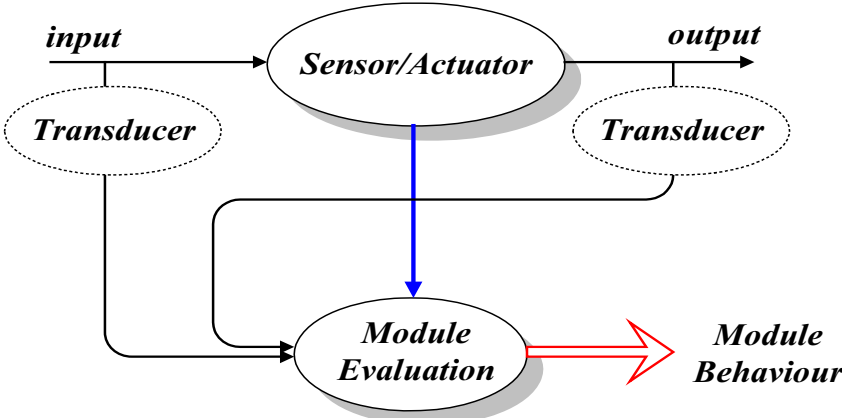 input
output
Sensor/Actuator
Transducer
Transducer
Module
Evaluation
Module
Behaviour